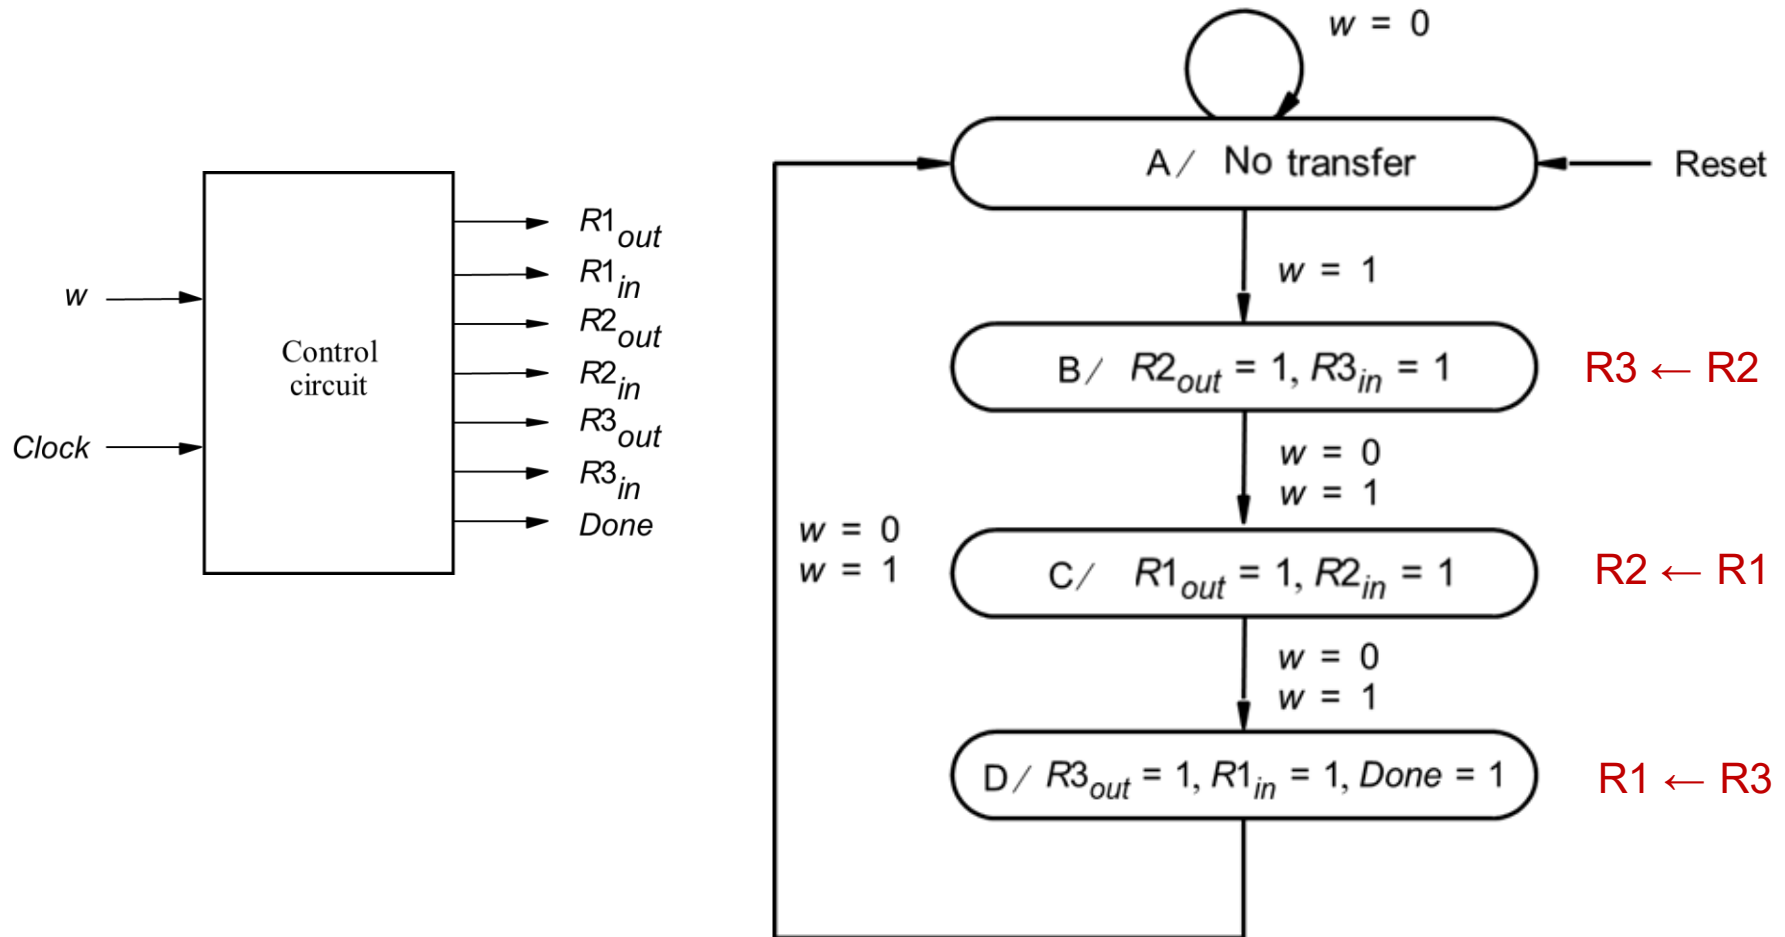 w
Clock
Control
circuit
R1out
R1in
R2out
R2in
R3out
R3in
Done
w = 0
A / No transfer
Reset
w = 1
B / R2out = 1, R3in = 1
R3 ← R2
w = 0
w = 1
C / R1out = 1, R2in = 1
R2 ← R1
w = 0
w = 1
D / R3out = 1, R1in = 1, Done = 1
R1 ← R3
w = 0
w = 1